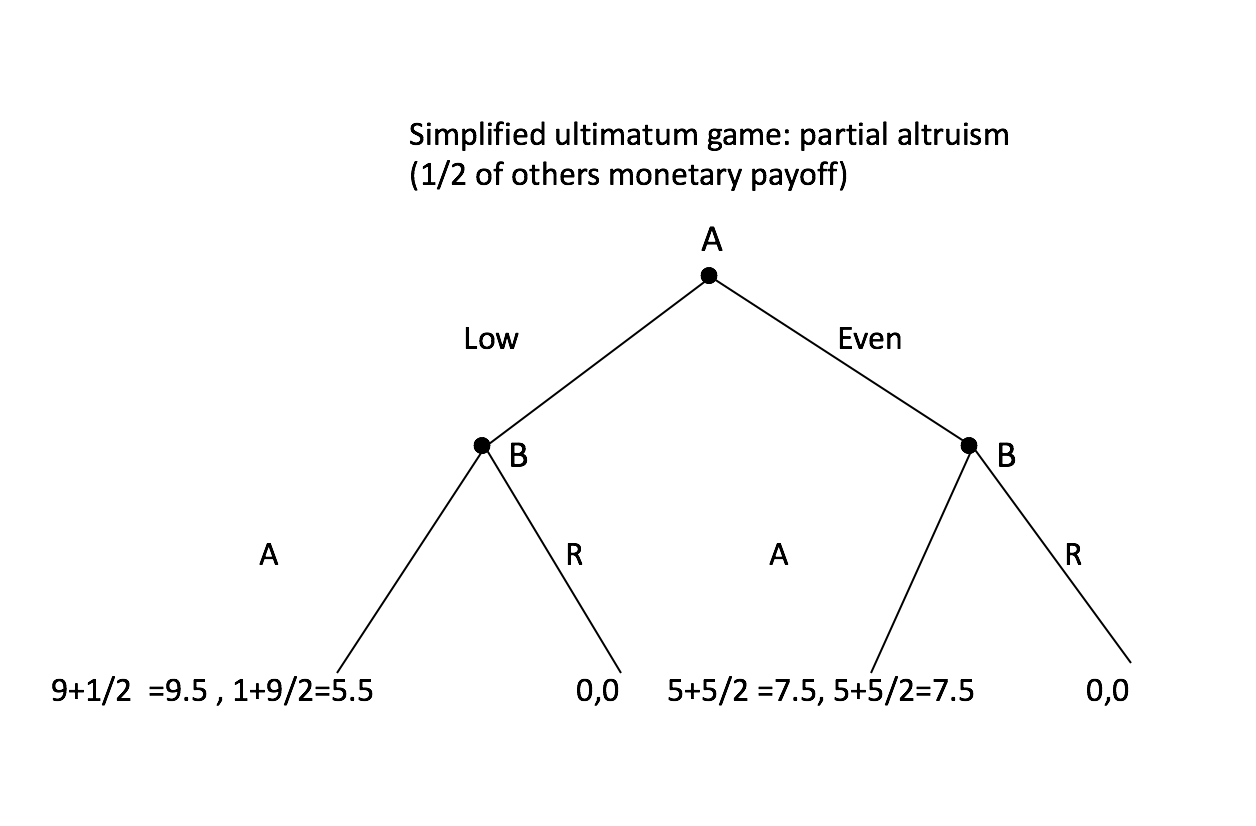 Simplified ultimatum game: partial altruism
(1/2 of others monetary payoff)
A
Low
Even
B
B
A
R
A
R
9+1/2  =9.5 , 1+9/2=5.5
0,0
5+5/2 =7.5, 5+5/2=7.5
0,0